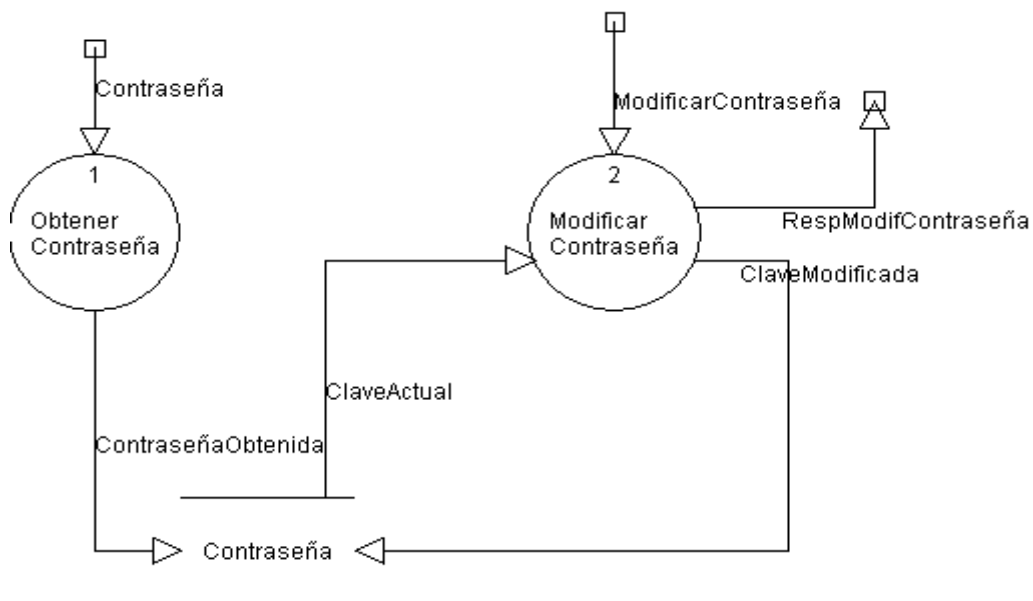 Contraseña
ModificarContraseña
1
Obtener
Contraseña
2
Modificar
Contraseña
RespModifContraseña
ClaveModificada
ClaveActual
ContraseñaObtenida
Contraseña